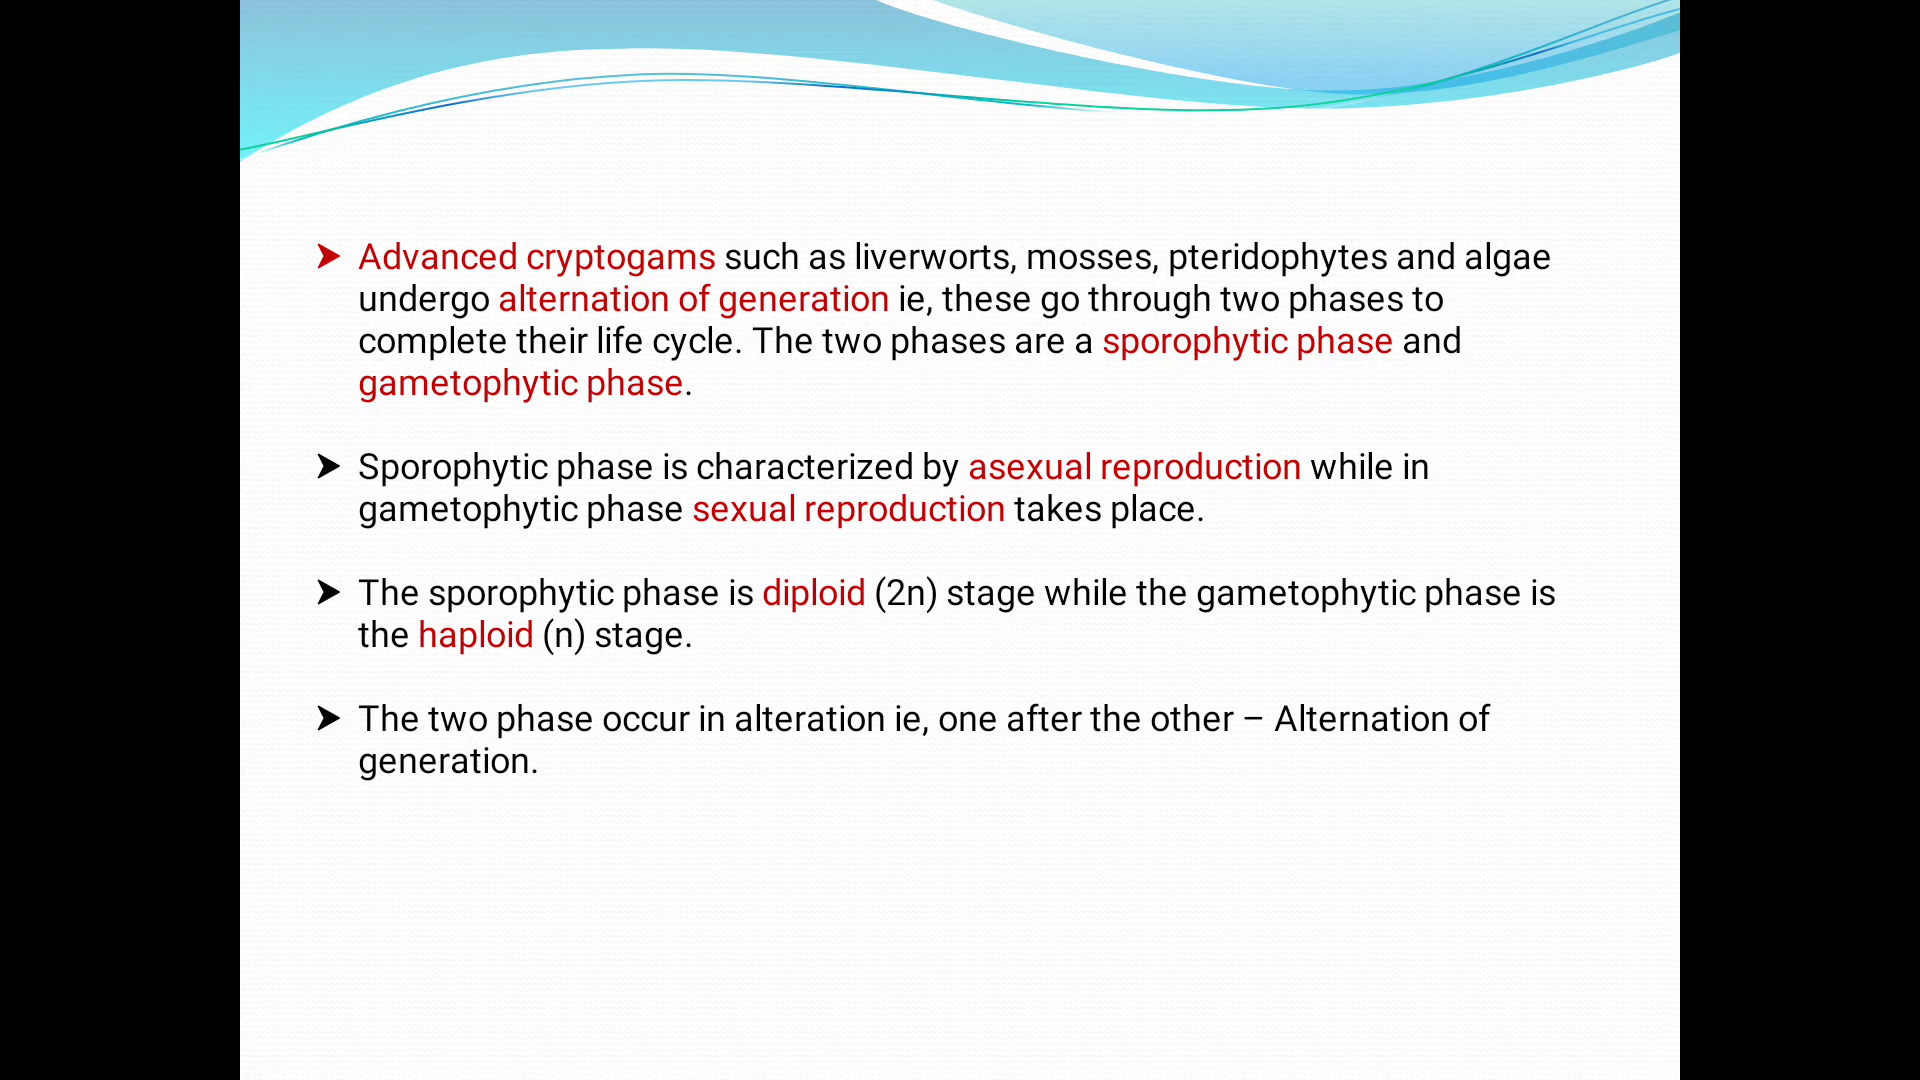 ➤ Advanced cryptogams such as liverworts, mosses, pteridophytes and algae
undergo alternation of generation ie, these go through two phases to
complete their life cycle. The two phases are a sporophytic phase and
gametophytic phase.
➤ Sporophytic phase is characterized by asexual reproduction while in
gametophytic phase sexual reproduction takes place.
➤ The sporophytic phase is diploid (2n) stage while the gametophytic phase is
the haploid (n) stage.
➤ The two phase occur in alteration ie, one after the other – Alternation of
generation.